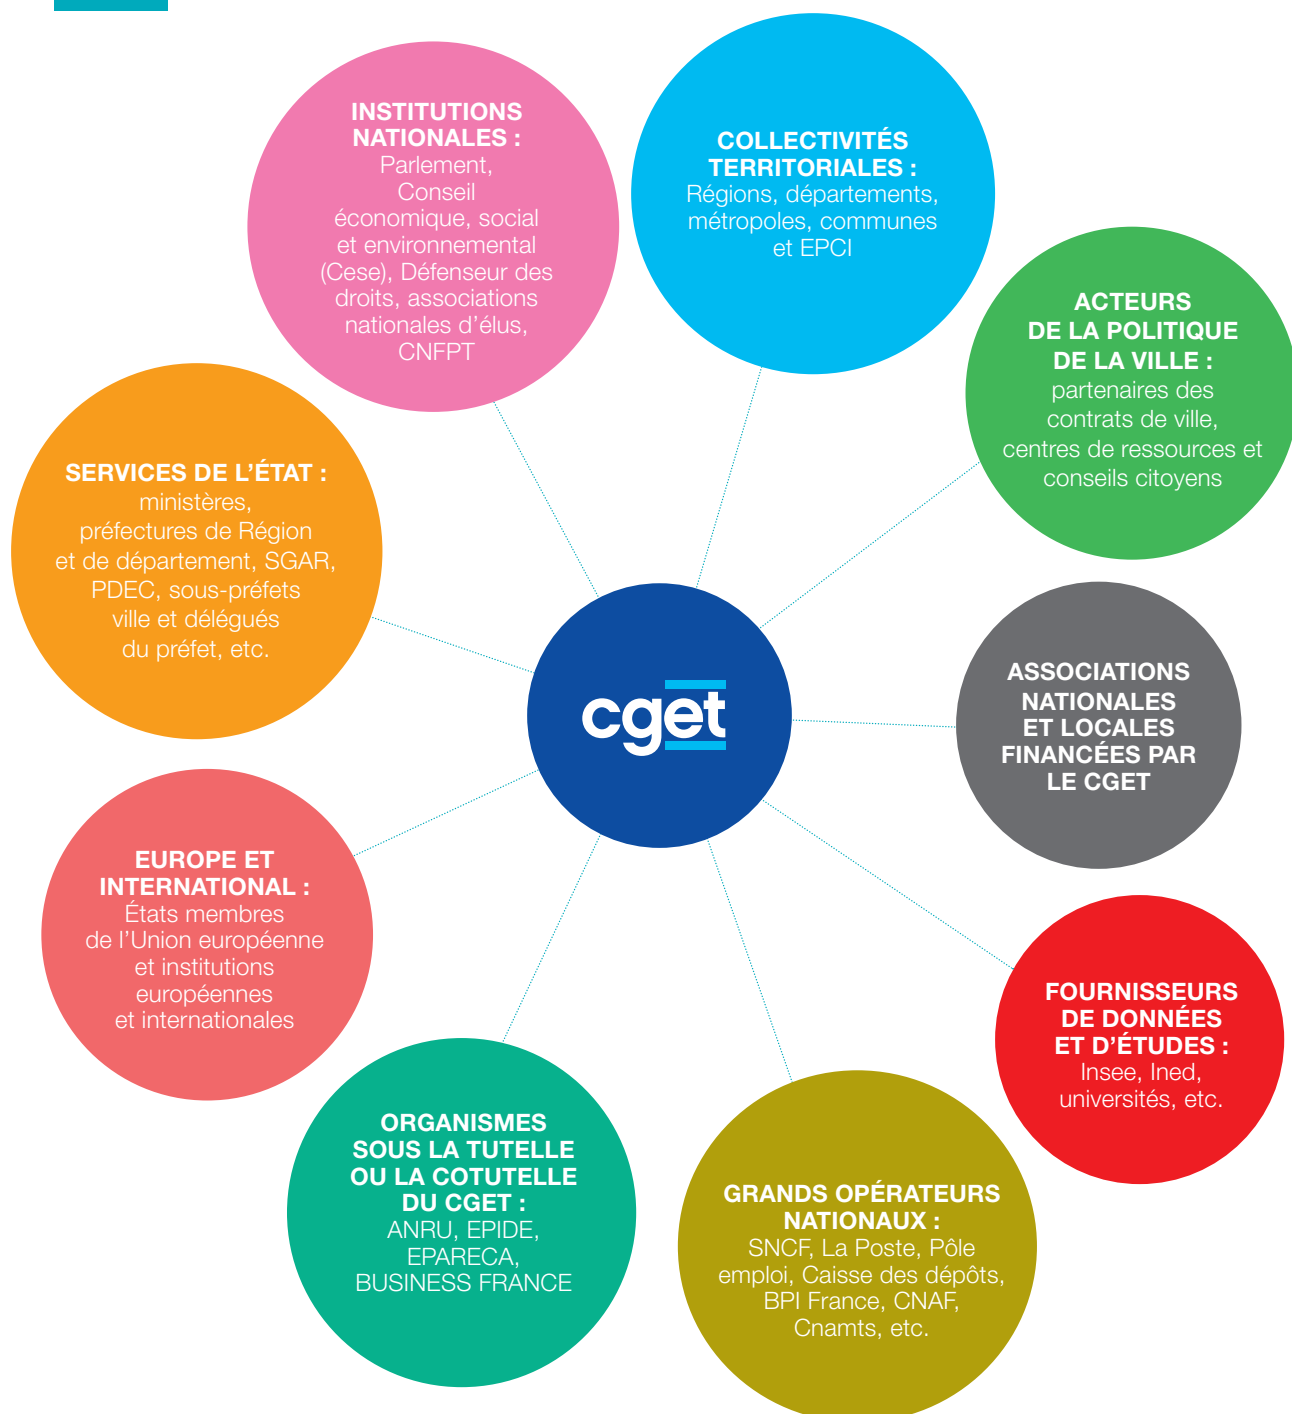 INSTITUTIONS
NATIONALES :
Parlement,
Conseil
économique, social
et environnemental
(Cese), Défenseur des
droits, associations
nationales d’élus,
CNFPT
COLLECTIVITÉS
TERRITORIALES :
Régions, départements,
métropoles, communes
et EPCI
ACTEURS
DE LA POLITIQUE
DE LA VILLE :
partenaires des
contrats de ville,
centres de ressources et
conseils citoyens
SERVICES DE L’ÉTAT :
ministères,
préfectures de Région
et de département, SGAR,
PDEC, sous-préfets
ville et délégués
du préfet, etc.
cget
ASSOCIATIONS
NATIONALES
ET LOCALES
FINANCÉES PAR
LE CGET
EUROPE ET
INTERNATIONAL :
États membres
de l’Union européenne
et institutions
européennes
et internationales
FOURNISSEURS
DE DONNÉES
ET D’ÉTUDES :
Insee, Ined,
universités, etc.
ORGANISMES
SOUS LA TUTELLE
OU LA COTUTELLE
DU CGET :
ANRU, EPIDE,
EPARECA,
BUSINESS FRANCE
GRANDS OPÉRATEURS
NATIONAUX :
SNCF, La Poste, Pôle
emploi, Caisse des dépôts,
BPI France, CNAF,
Cnamts, etc.